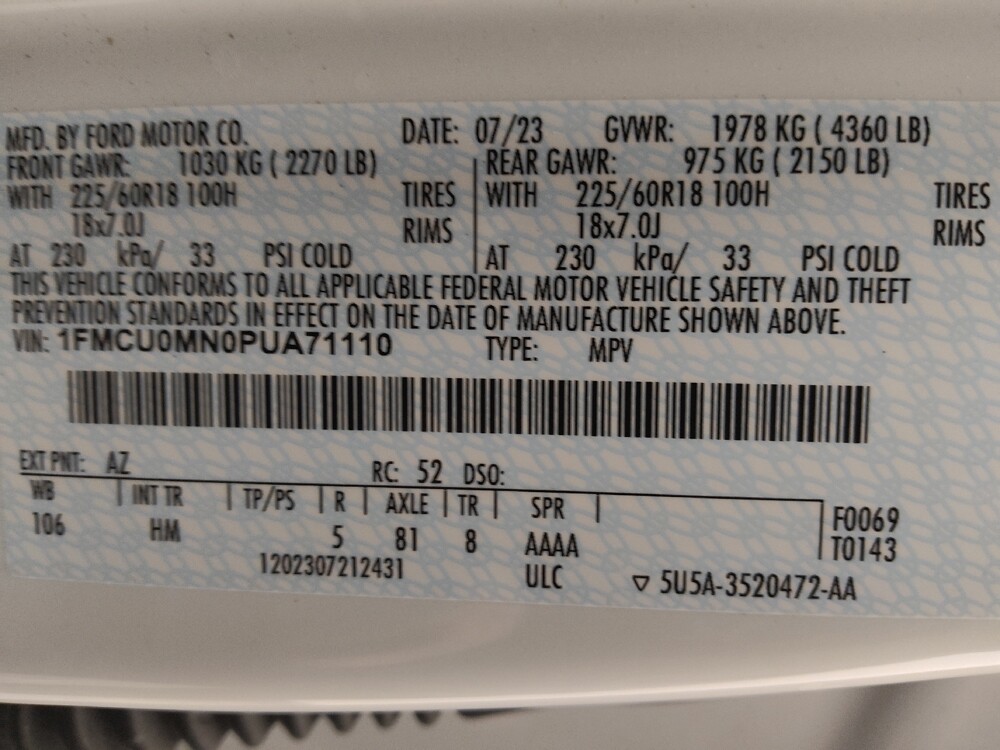 MFD. BY FORD MOTOR CO. DATE: 07/23 GVWR: 1978 KG ( 4360 LB)
FRONT GAWR: 1030 KG ( 2270 LB) REAR GAWR: 975 KG ( 2150 LB)
WITH 225/60R18 100H TIRES WITH 225/60R18 100H TIRES
18x7.0J RIMS 18x7.0J RIMS
AT 230 kPa/ 33 PSI COLD AT 230 kPa/ 33 PSI COLD
THIS VEHICLE CONFORMS TO ALL APPLICABLE FEDERAL MOTOR VEHICLE SAFETY AND THEFT
PREVENTION STANDARDS IN EFFECT ON THE DATE OF MANUFACTURE SHOWN ABOVE.
VIN: 1FMCU0MN0PUA71110 TYPE: MPV
EXT PNT: AZ RC: 52 DSO:
WB INT TR TP/PS R AXLE TR SPR F0069
106 HM 5 81 8 AAAA T0143
1202307212431 ULC ▽ 5U5A-3520472-AA